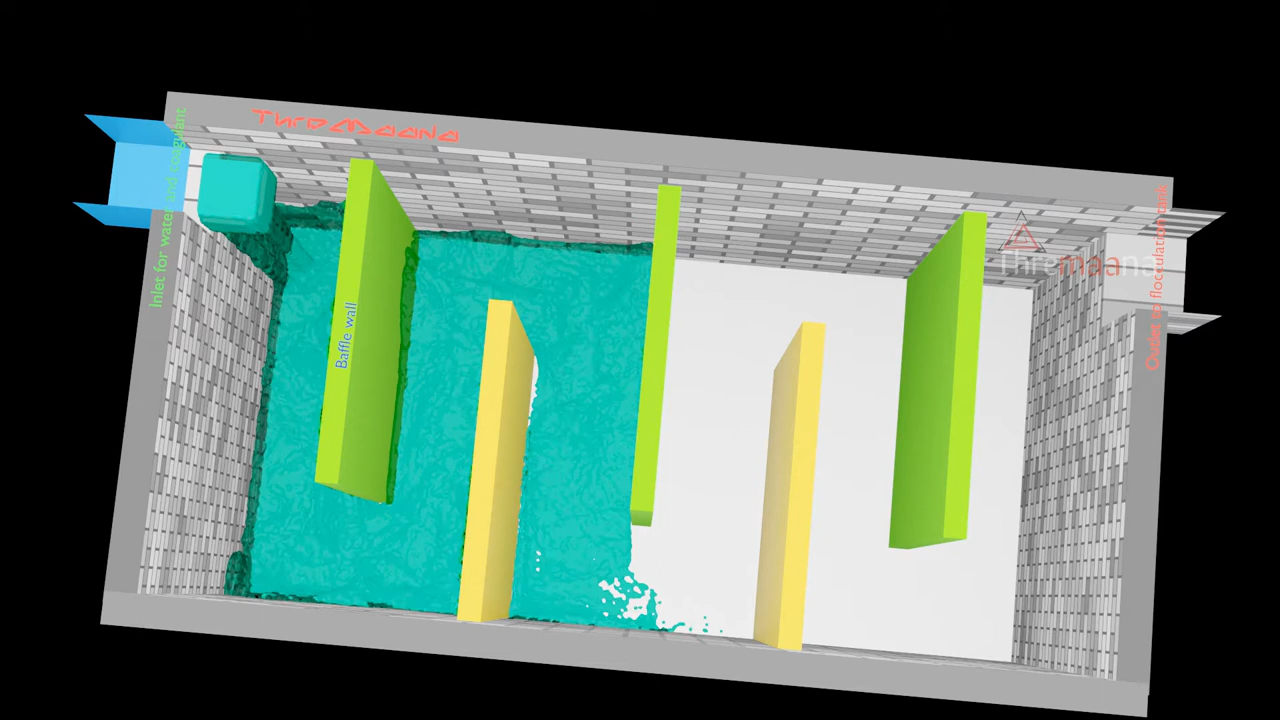 ThreMaana
Inlet for water and coagulant
Baffle wall
Thremaana
Outlet to flocculation tank